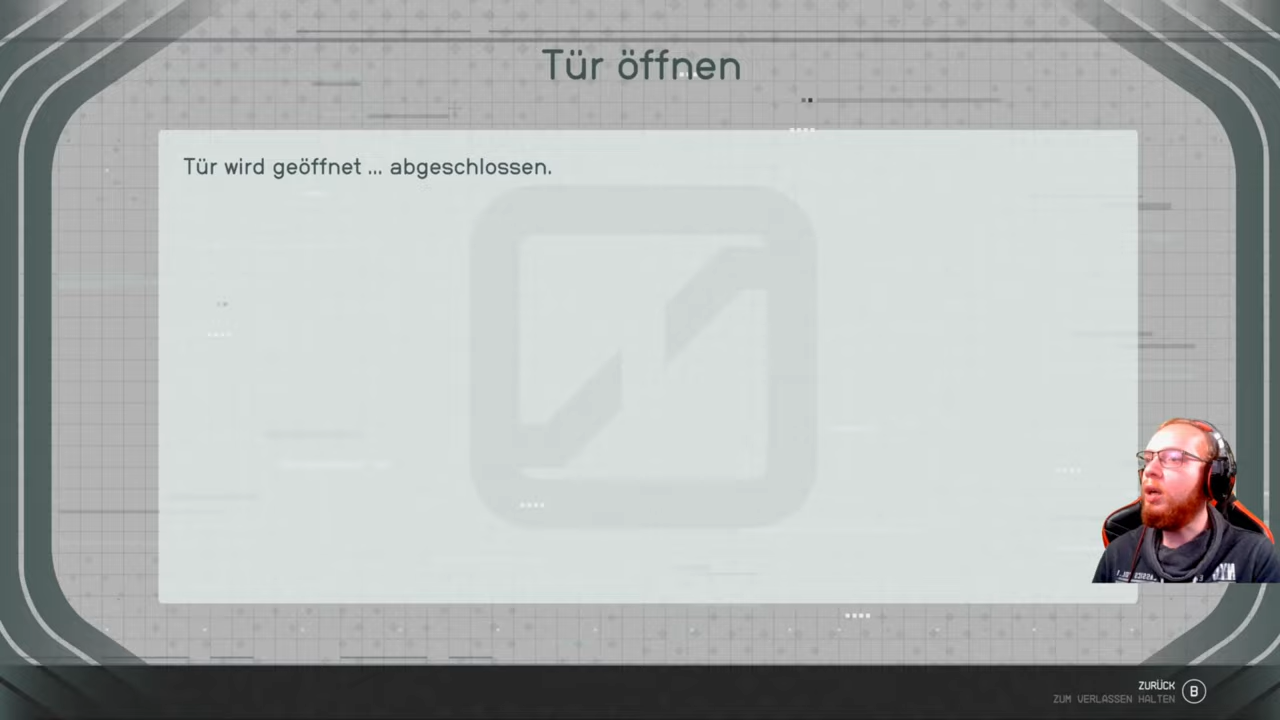 Tür öffnen
Tür wird geöffnet ... abgeschlossen.
ZURÜCK
ZUM VERLASSEN HALTEN
B